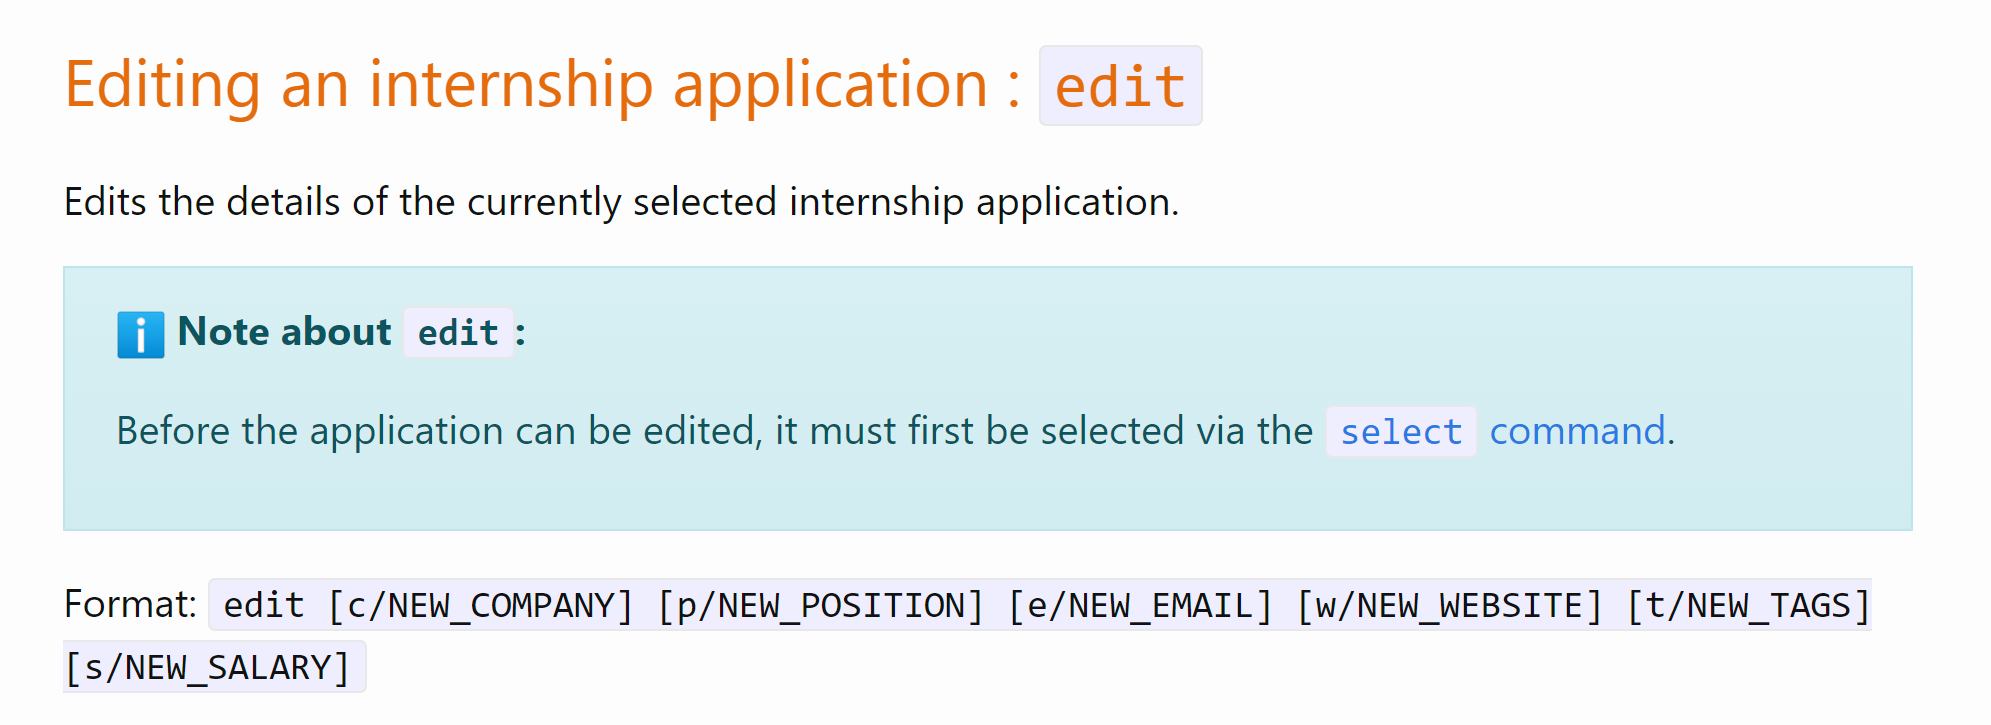 Editing an internship application : edit
Edits the details of the currently selected internship application.
Note about edit:
Before the application can be edited, it must first be selected via the select command.
Format: edit [c/NEW_COMPANY] [p/NEW_POSITION] [e/NEW_EMAIL] [w/NEW_WEBSITE] [t/NEW_TAGS]
[s/NEW_SALARY]